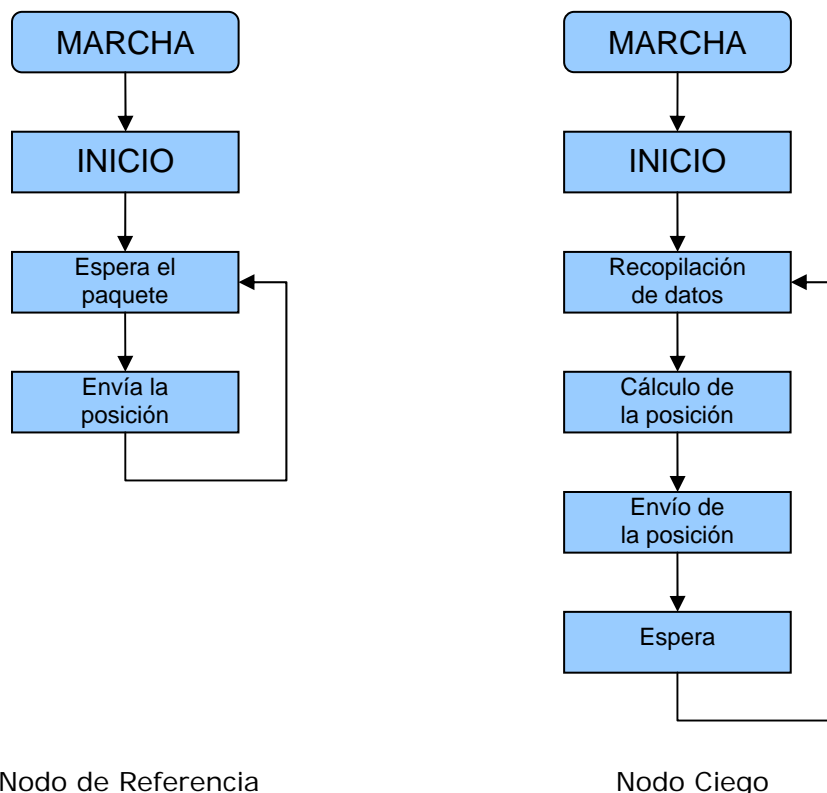 MARCHA
INICIO
Espera el
paquete
Envía la
posición
Nodo de Referencia
MARCHA
INICIO
Recopilación
de datos
Cálculo de
la posición
Envío de
la posición
Espera
Nodo Ciego